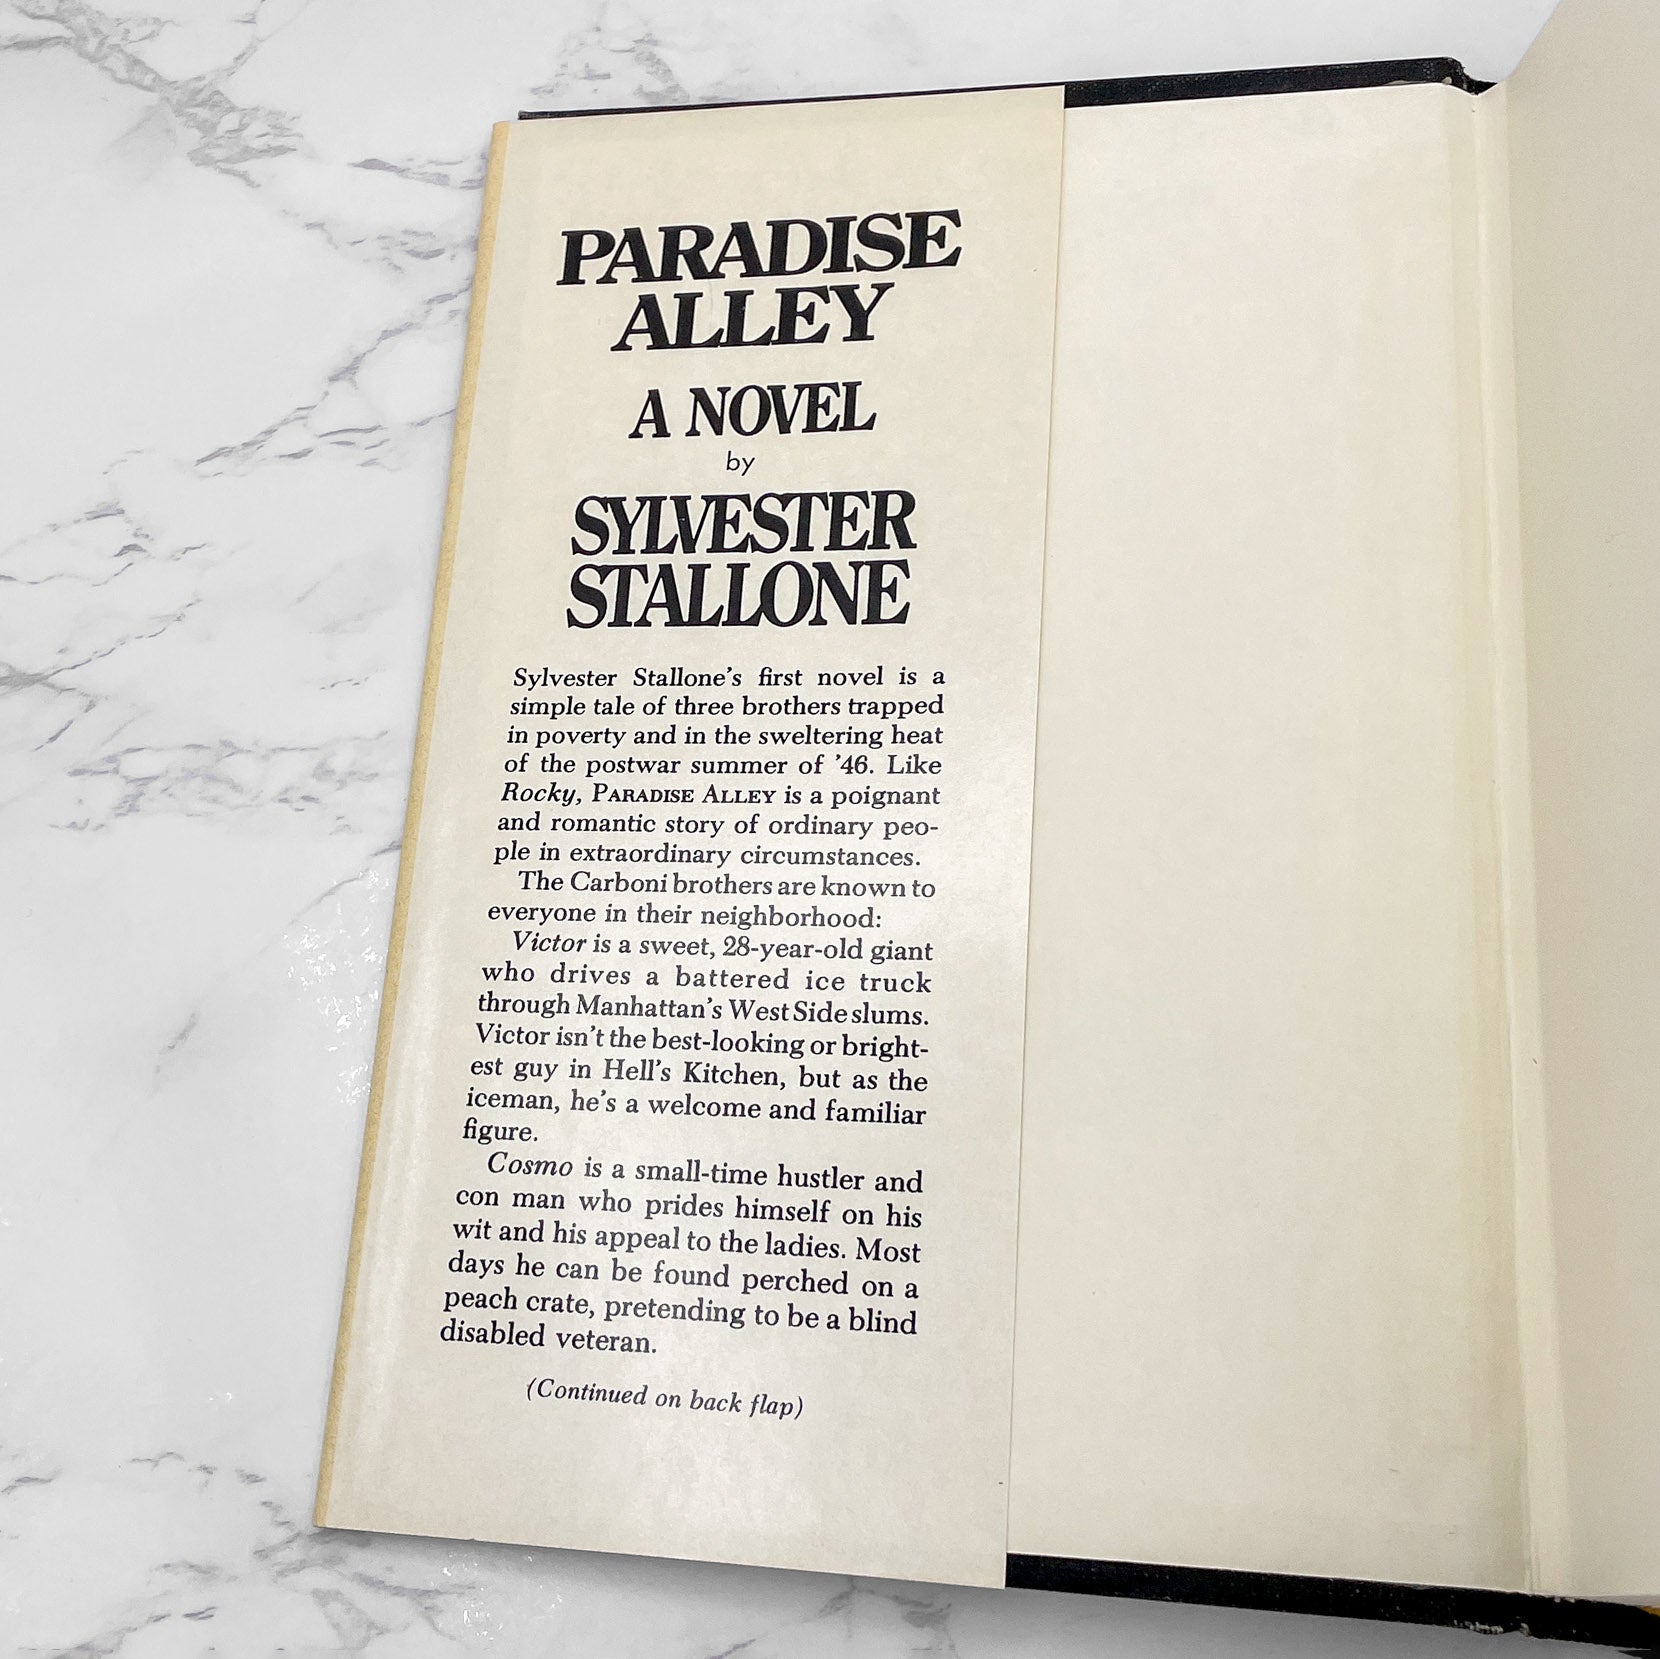 PARADISE
ALLEY
A NOVEL
by
SYLVESTER
STALLONE
Sylvester Stallone's first novel is a
simple tale of three brothers trapped
in poverty and in the sweltering heat
of the postwar summer of '46. Like
Rocky, PARADISE ALLEY is a poignant
and romantic story of ordinary peo-
ple in extraordinary circumstances.
The Carboni brothers are known to
everyone in their neighborhood:
Victor is a sweet, 28-year-old giant
who drives a battered ice truck
through Manhattan's West Side slums.
Victor isn't the best-looking or bright-
est guy in Hell's Kitchen, but as the
iceman, he's a welcome and familiar
figure.
Cosmo is a small-time hustler and
con man who prides himself on his
wit and his appeal to the ladies. Most
days he can be found perched on a
peach crate, pretending to be a blind
disabled veteran.
(Continued on back flap)